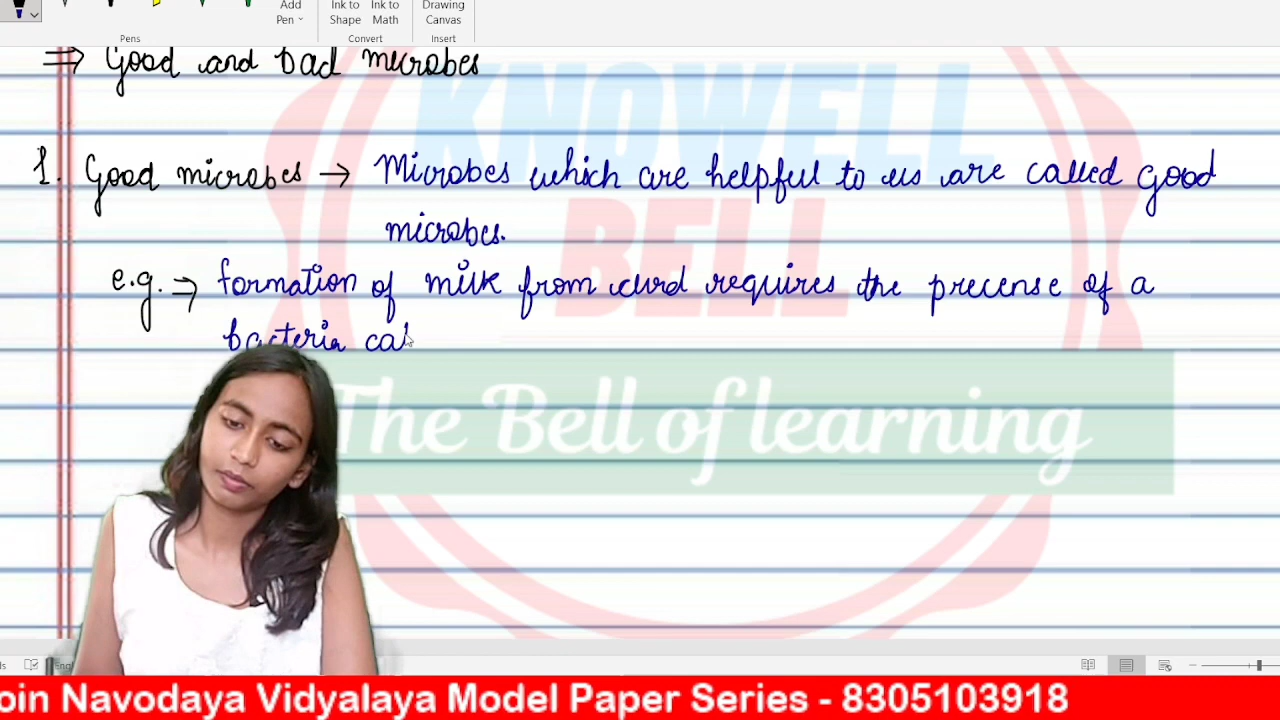 Add
Pen
Ink to
Shape
Ink to
Math
Drawing
Canvas
Pens
Convert
Insert
⇒ Good and bad microbes
1. Good microbes → Microbes which are helpful to us are called good
microbes.
e.g. ⇒ formation of milk from curd requires the precense of a
bacteria cal
KNOWELL
BELL
The Bell of learning
oin Navodaya Vidyalaya Model Paper Series - 8305103918